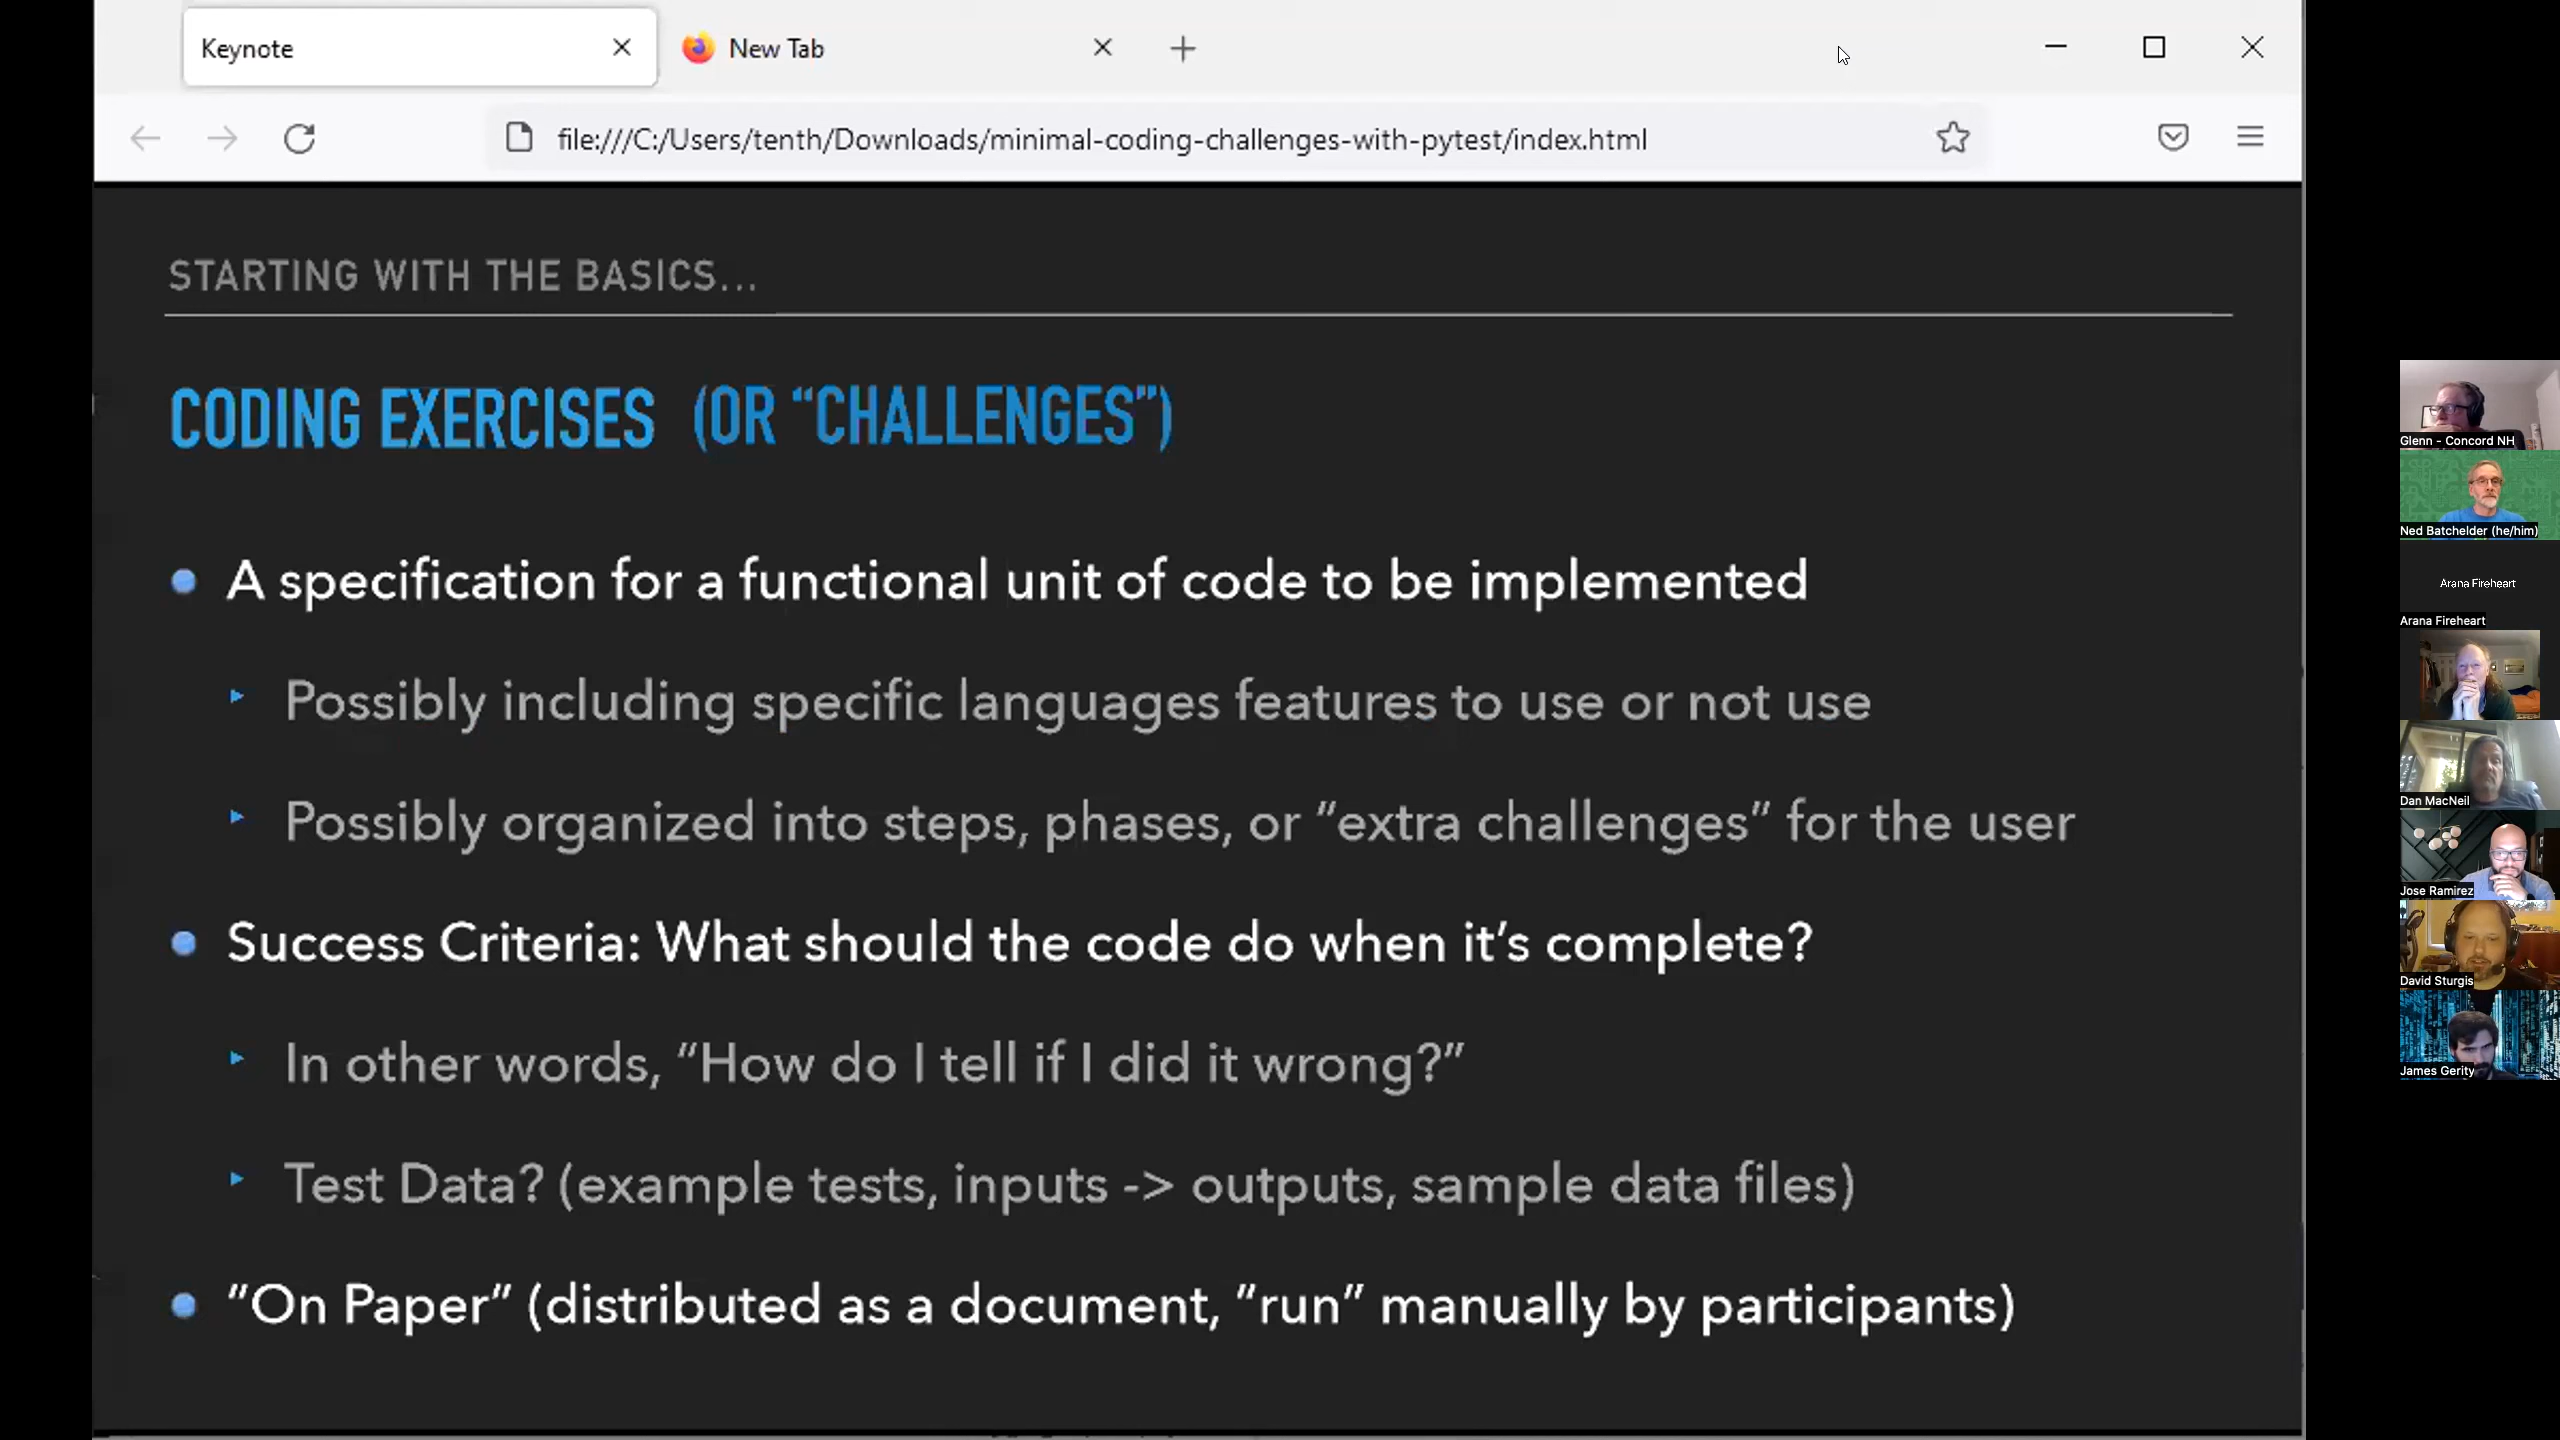 Keynote
New Tab
file:///C:/Users/tenth/Downloads/minimal-coding-challenges-with-pytest/index.html
STARTING WITH THE BASICS...
CODING EXERCISES (OR “CHALLENGES”)
A specification for a functional unit of code to be implemented
Possibly including specific languages features to use or not use
Possibly organized into steps, phases, or ”extra challenges” for the user
Success Criteria: What should the code do when it’s complete?
In other words, “How do I tell if I did it wrong?”
Test Data? (example tests, inputs -> outputs, sample data files)
”On Paper” (distributed as a document, ”run” manually by participants)
Glenn - Concord NH
Ned Batchelder (he/him)
Arana Fireheart
Arana Fireheart
Dan MacNeil
Jose Ramirez
David Sturgis
James Gerity